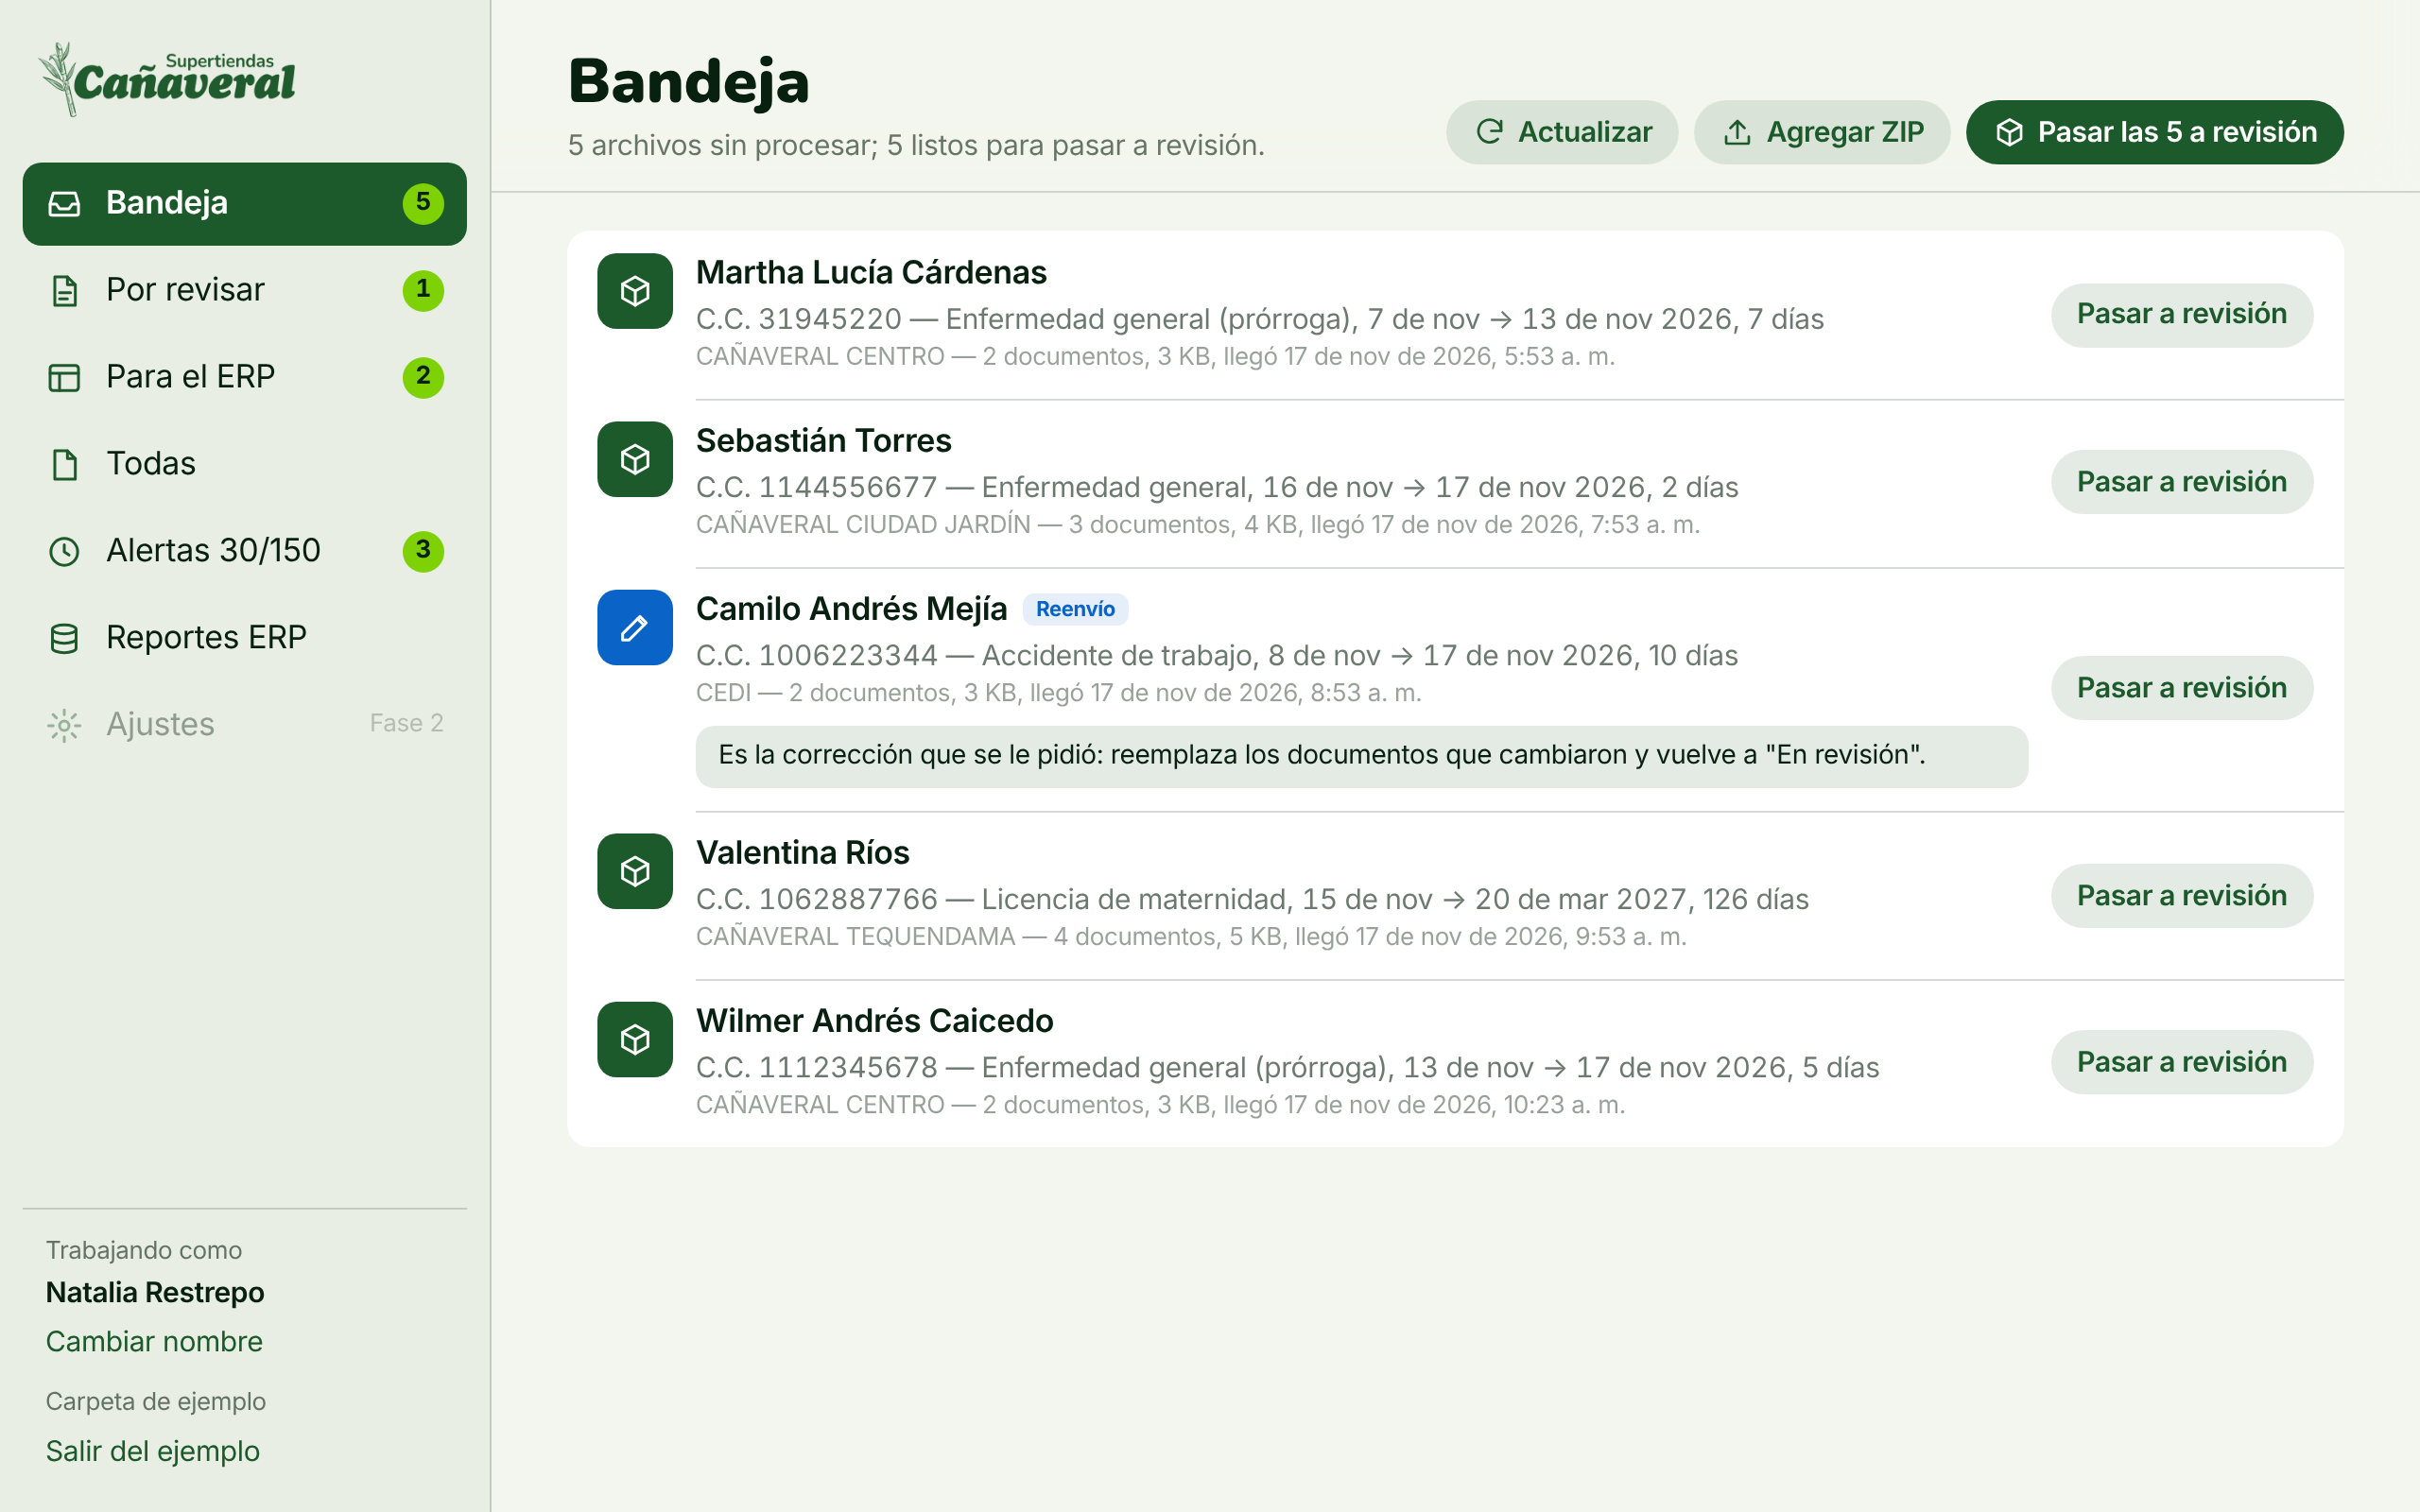 Supertiendas
Cañaveral
Bandeja 5
Por revisar 1
Para el ERP 2
Todas
Alertas 30/150 3
Reportes ERP
Ajustes Fase 2
Trabajando como
Natalia Restrepo
Cambiar nombre
Carpeta de ejemplo
Salir del ejemplo
Bandeja
5 archivos sin procesar; 5 listos para pasar a revisión.
Actualizar
Agregar ZIP
Pasar las 5 a revisión
Martha Lucía Cárdenas
C.C. 31945220 — Enfermedad general (prórroga), 7 de nov → 13 de nov 2026, 7 días
CAÑAVERAL CENTRO — 2 documentos, 3 KB, llegó 17 de nov de 2026, 5:53 a. m.
Pasar a revisión
Sebastián Torres
C.C. 1144556677 — Enfermedad general, 16 de nov → 17 de nov 2026, 2 días
CAÑAVERAL CIUDAD JARDÍN — 3 documentos, 4 KB, llegó 17 de nov de 2026, 7:53 a. m.
Pasar a revisión
Camilo Andrés Mejía Reenvío
C.C. 1006223344 — Accidente de trabajo, 8 de nov → 17 de nov 2026, 10 días
CEDI — 2 documentos, 3 KB, llegó 17 de nov de 2026, 8:53 a. m.
Es la corrección que se le pidió: reemplaza los documentos que cambiaron y vuelve a "En revisión".
Pasar a revisión
Valentina Ríos
C.C. 1062887766 — Licencia de maternidad, 15 de nov → 20 de mar 2027, 126 días
CAÑAVERAL TEQUENDAMA — 4 documentos, 5 KB, llegó 17 de nov de 2026, 9:53 a. m.
Pasar a revisión
Wilmer Andrés Caicedo
C.C. 1112345678 — Enfermedad general (prórroga), 13 de nov → 17 de nov 2026, 5 días
CAÑAVERAL CENTRO — 2 documentos, 3 KB, llegó 17 de nov de 2026, 10:23 a. m.
Pasar a revisión